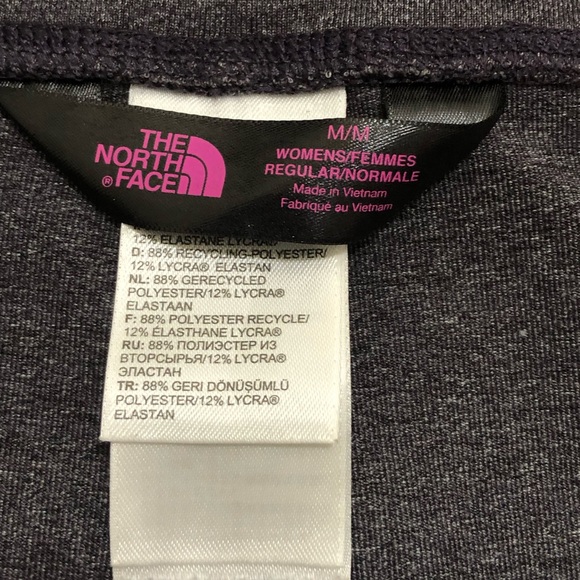 THE
NORTH
FACE®
M/M
WOMENS/FEMMES
REGULAR/NORMALE
Made in Vietnam
Fabriqué au Vietnam
12% ELASTANE LYCRA®
D: 88% RECYCLING-POLYESTER/
12% LYCRA® ELASTAN
NL: 88% GERECYCLED
POLYESTER/12% LYCRA®
ELASTAAN
F: 88% POLYESTER RECYCLE/
12% ÉLASTHANE LYCRA®
RU: 88% ПОЛИЭСТЕР ИЗ
ВТОРСЫРЬЯ/12% LYCRA®
ЭЛАСТАН
TR: 88% GERİ DÖNÜŞÜMLÜ
POLYESTER/12% LYCRA®
ELASTAN